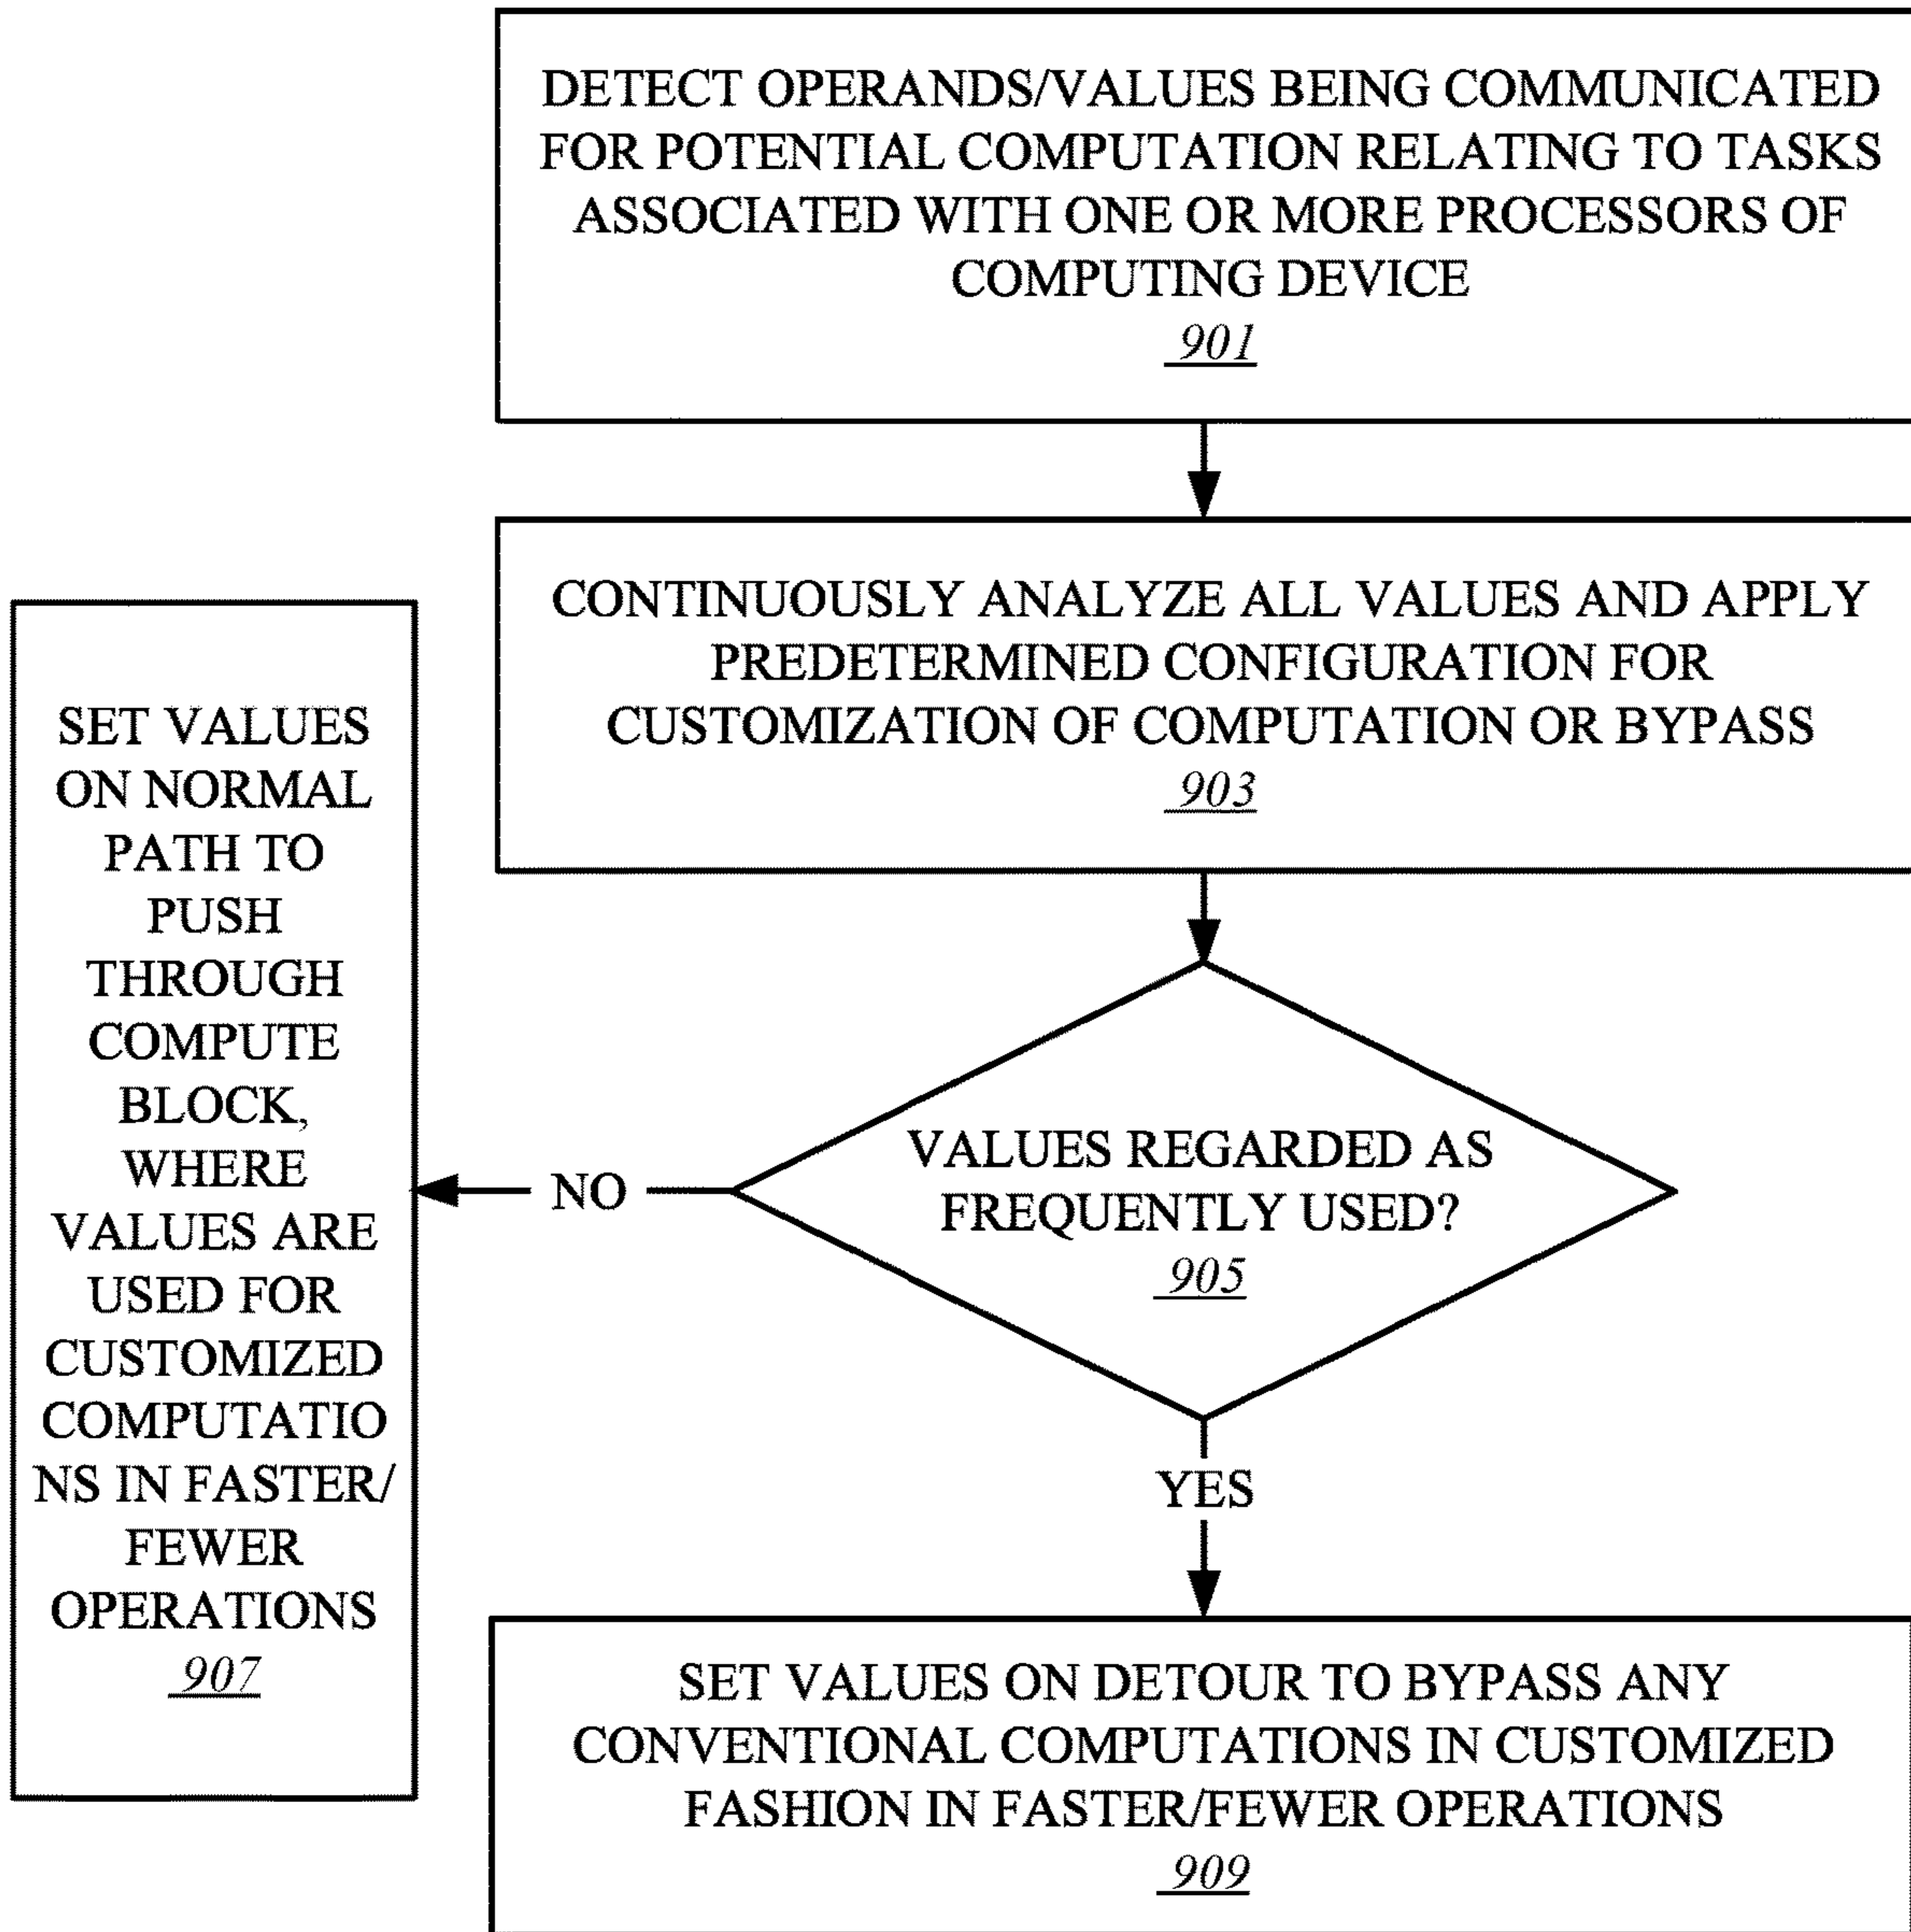 DETECT OPERANDS/VALUES BEING COMMUNICATED
FOR POTENTIAL COMPUTATION RELATING TO TASKS
ASSOCIATED WITH ONE OR MORE PROCESSORS OF
COMPUTING DEVICE
901
CONTINUOUSLY ANALYZE ALL VALUES AND APPLY
PREDETERMINED CONFIGURATION FOR
CUSTOMIZATION OF COMPUTATION OR BYPASS
903
VALUES REGARDED AS
FREQUENTLY USED?
905
NO
SET VALUES
ON NORMAL
PATH TO
PUSH
THROUGH
COMPUTE
BLOCK,
WHERE
VALUES ARE
USED FOR
CUSTOMIZED
COMPUTATIO
NS IN FASTER/
FEWER
OPERATIONS
907
YES
SET VALUES ON DETOUR TO BYPASS ANY
CONVENTIONAL COMPUTATIONS IN CUSTOMIZED
FASHION IN FASTER/FEWER OPERATIONS
909